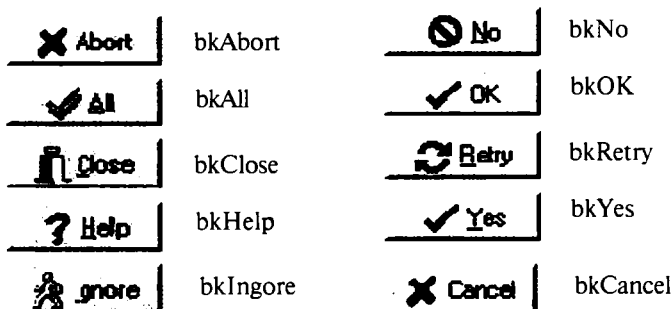 Abort bkAbort
All bkAll
Close bkClose
Help bkHelp
gnore bkIngore
No bkNo
OK bkOK
Retry bkRetry
Yes bkYes
Cancel bkCancel